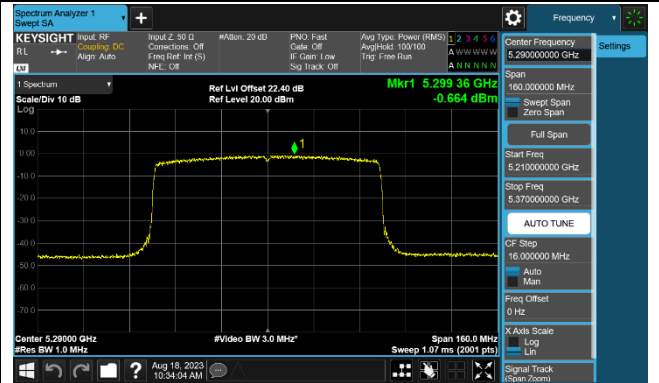 Spectrum Analyzer 1
Swept SA
Frequency
KEYSIGHT
RL
LXI
Input: RF
Coupling: DC
Align: Auto
Input Z: 50 Ω
Corrections: Off
Freq Ref: Int (S)
NFE: Off
#Atten: 20 dB
PNO: Fast
Gate: Off
IF Gain: Low
Sig Track: Off
Avg Type: Power (RMS)
Avg|Hold: 100/100
Trig: Free Run
1 2 3 4 5 6
A W W W W W
A N N N N N
1 Spectrum
Scale/Div 10 dB
Log
Ref Lvl Offset 22.40 dB
Ref Level 20.00 dBm
Mkr1 5.299 36 GHz
-0.664 dBm
1
10.0
0.00
-10.0
-20.0
-30.0
-40.0
-50.0
-60.0
-70.0
Center 5.29000 GHz
#Res BW 1.0 MHz
#Video BW 3.0 MHz*
Span 160.0 MHz
Sweep 1.07 ms (2001 pts)
Aug 18, 2023
10:34:04 AM
Center Frequency
5.290000000 GHz
Span
160.000000 MHz
Swept Span
Zero Span
Full Span
Start Freq
5.210000000 GHz
Stop Freq
5.370000000 GHz
AUTO TUNE
CF Step
16.000000 MHz
Auto
Man
Freq Offset
0 Hz
X Axis Scale
Log
Lin
Signal Track
(Span Zoom)
Settings